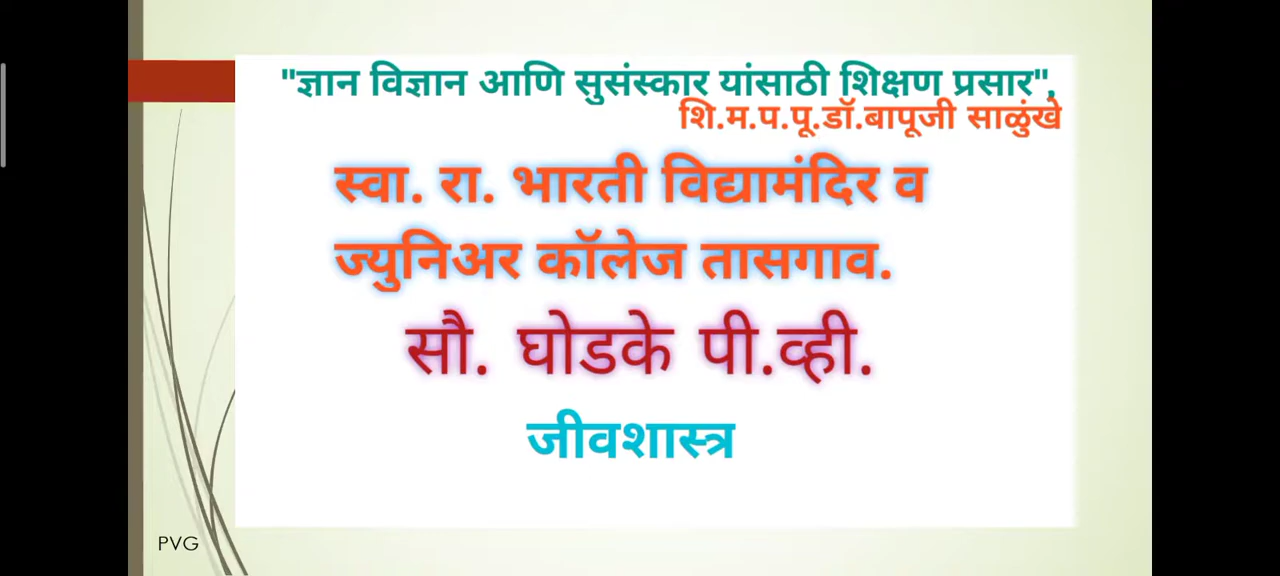 "ज्ञान विज्ञान आणि सुसंस्कार यांसाठी शिक्षण प्रसार",
शि.म.प.पू.डॉ.बापूजी साळुंखे
स्वा. रा. भारती विद्यामंदिर व
ज्युनिअर कॉलेज तासगाव.
सौ. घोडके पी.व्ही.
जीवशास्त्र
PVG